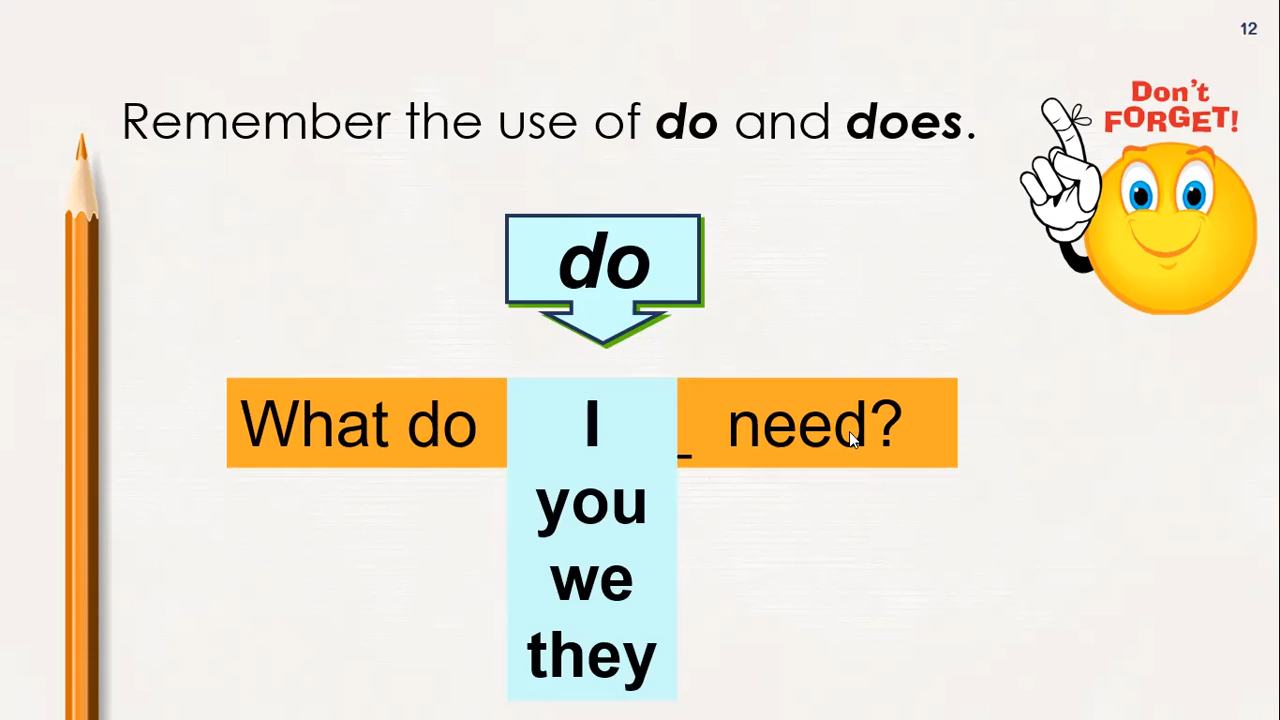 12
Remember the use of do and does.
Don't
FORGET!
do
What do I _ need?
you
we
they